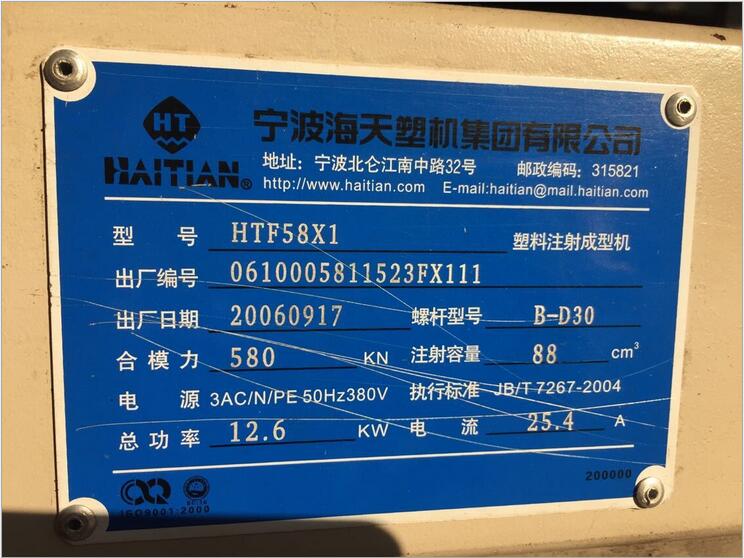 HT
HAITIAN®
宁波海天塑机集团有限公司
地址: 宁波北仑江南中路32号 邮政编码: 315821
http://www.haitian.com E-mail:haitian@mail.haitian.com
型 号 HTF58X1 塑料注射成型机
出厂编号 0610005811523FX111
出厂日期 20060917 螺杆型号 B-D30
合模力 580 KN 注射容量 88 cm³
电 源 3AC/N/PE 50Hz380V 执行标准 JB/T7267-2004
总功率 12.6 KW 电 流 25.4 A
ISO9001:2000
200000